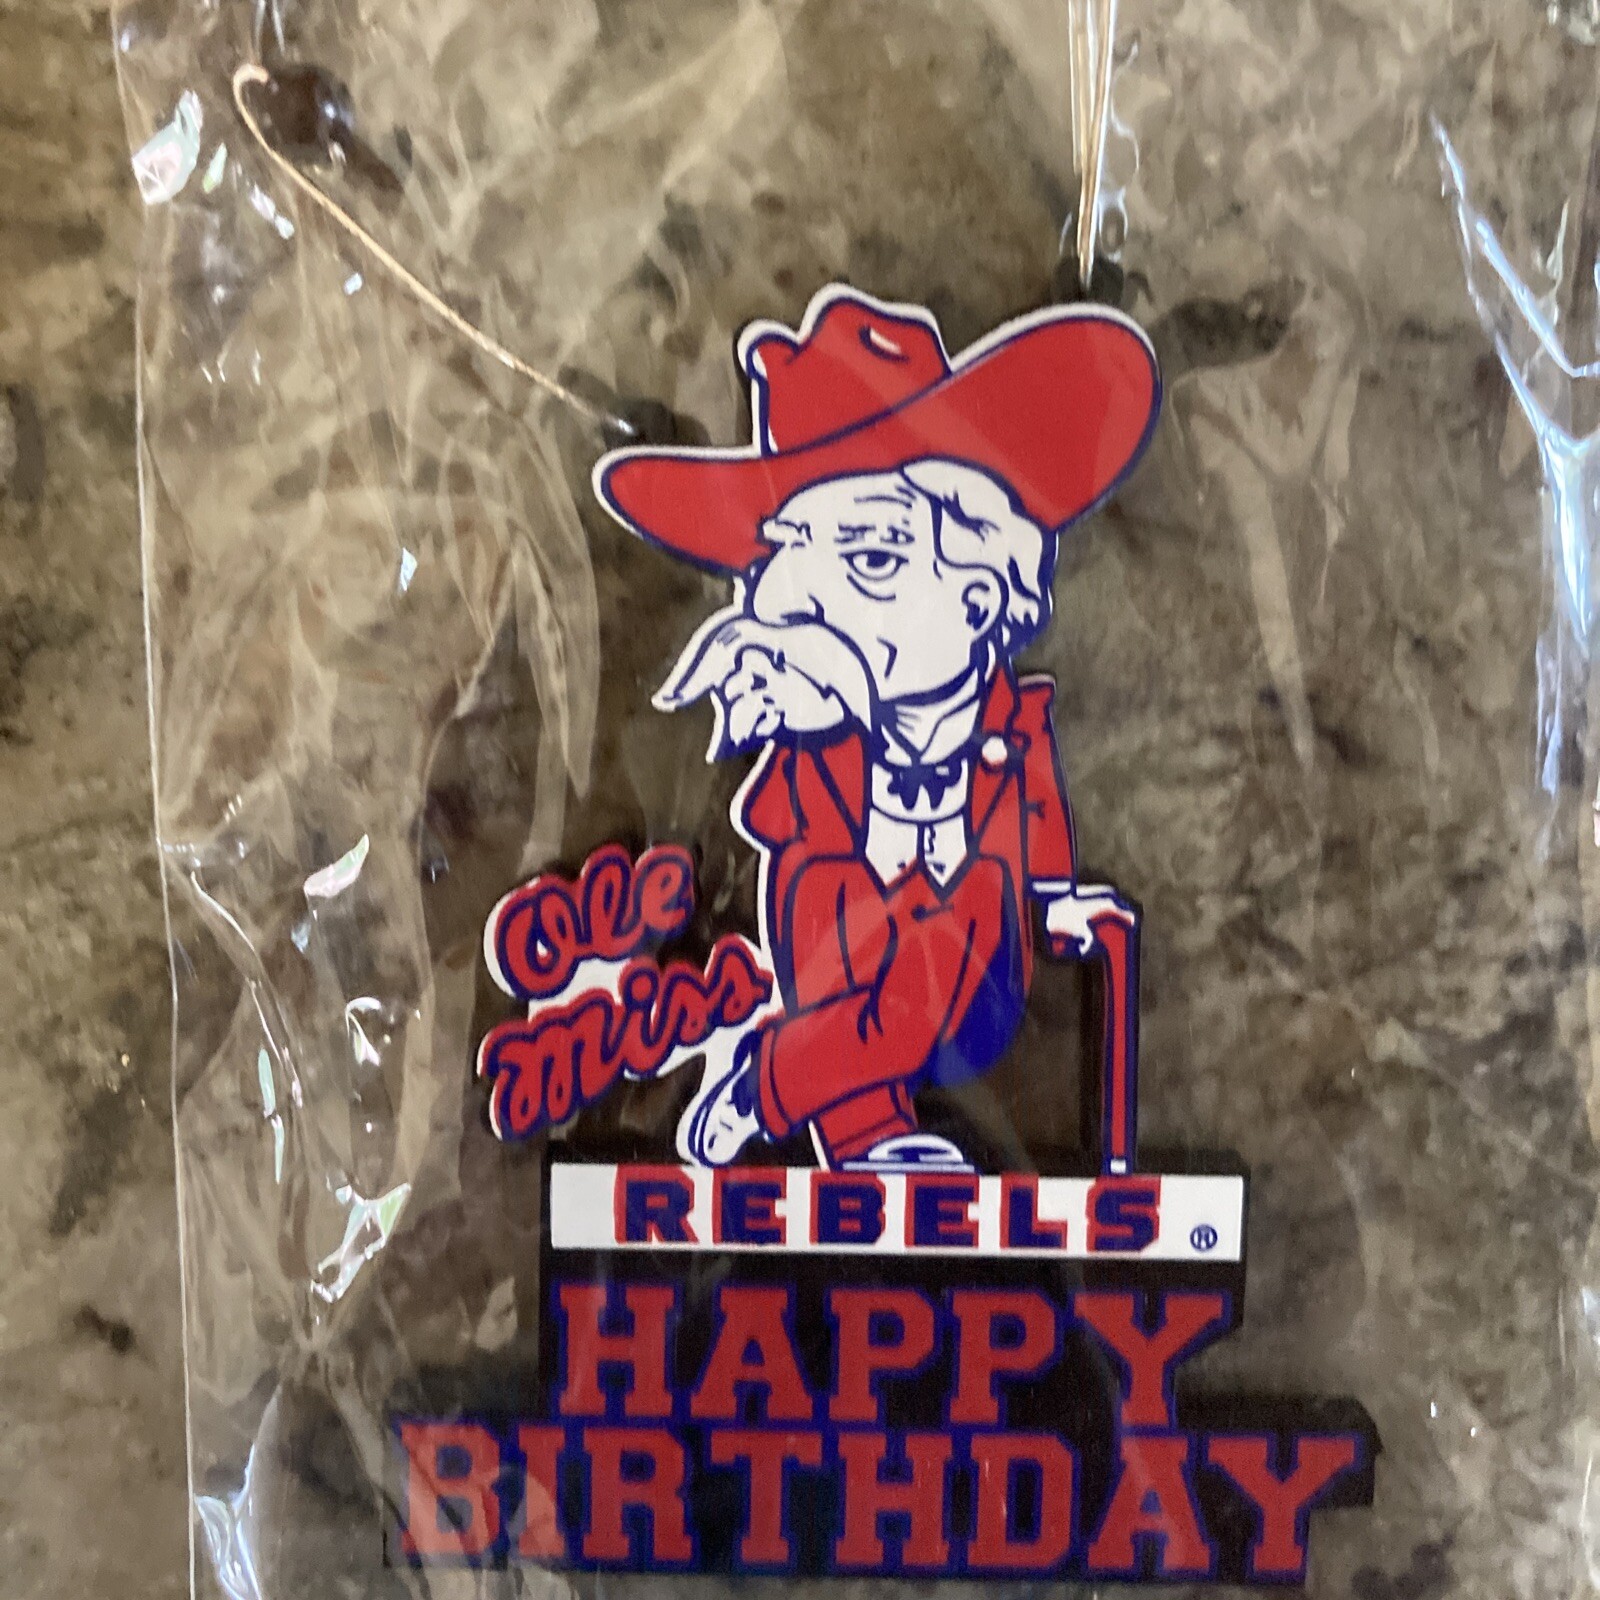 Ole
Miss
REBELS ®
HAPPY
BIRTHDAY